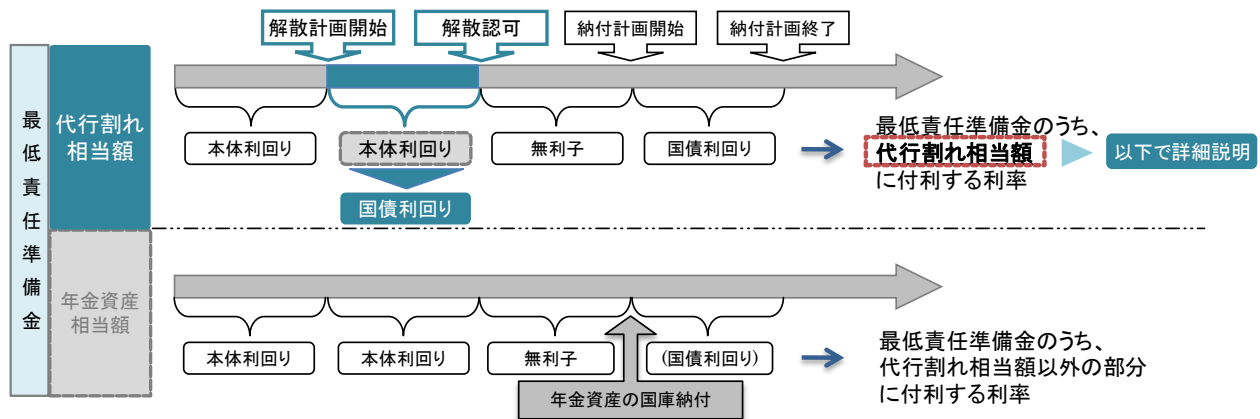 最低責任準備金
代行割れ
相当額
解散計画開始
解散認可
納付計画開始
納付計画終了
本体利回り
本体利回り
無利子
国債利回り
国債利回り
最低責任準備金のうち、
代行割れ相当額
に付利する利率
以下で詳細説明
年金資産
相当額
本体利回り
本体利回り
無利子
(国債利回り)
年金資産の国庫納付
最低責任準備金のうち、
代行割れ相当額以外の部分
に付利する利率